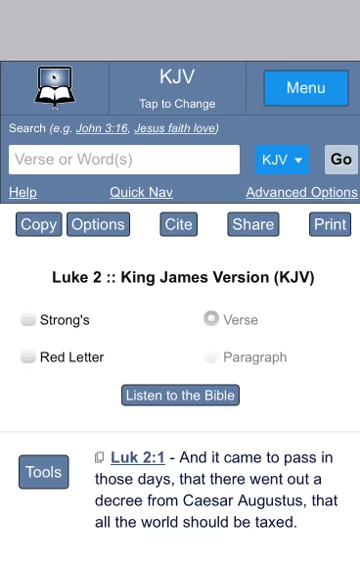 KJV
Tap to Change
Menu
Search (e.g. John 3:16, Jesus faith love)
Verse or Word(s)
KJV
Go
Help Quick Nav Advanced Options
Copy Options Cite Share Print
Luke 2 :: King James Version (KJV)
Strong's Verse
Red Letter Paragraph
Listen to the Bible
Tools
Luk 2:1 - And it came to pass in
those days, that there went out a
decree from Caesar Augustus, that
all the world should be taxed.